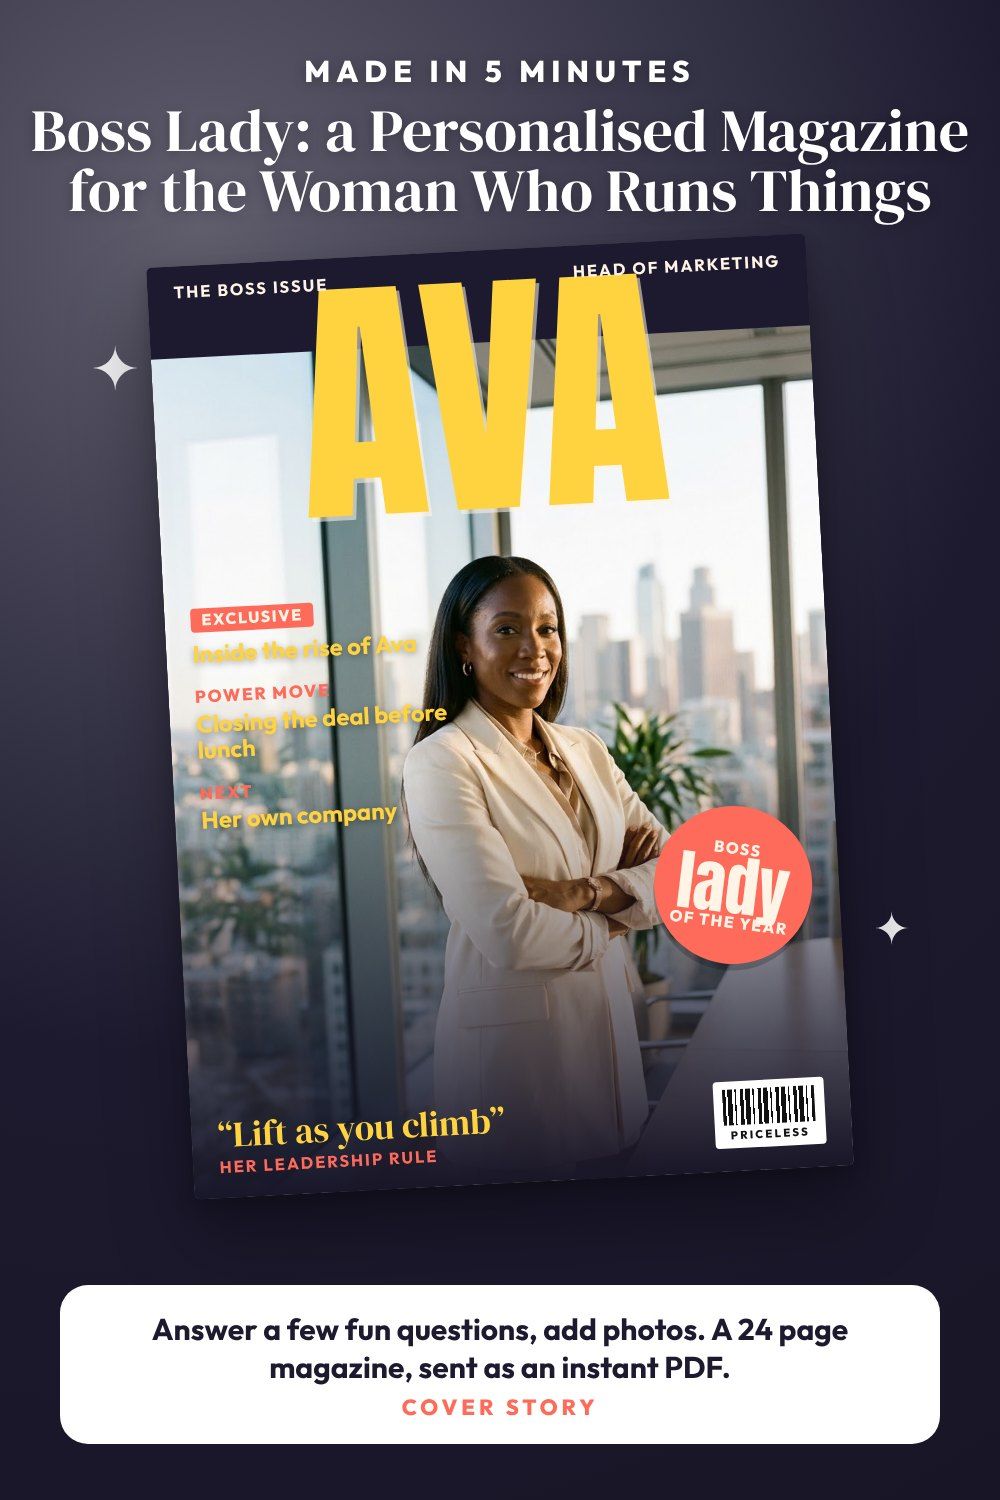 MADE IN 5 MINUTES
Boss Lady: a Personalised Magazine
for the Woman Who Runs Things
THE BOSS ISSUE
HEAD OF MARKETING
AVA
EXCLUSIVE
Inside the rise of Ava
POWER MOVE
Closing the deal before
lunch
NEXT
Her own company
BOSS
lady
OF THE YEAR
“Lift as you climb”
HER LEADERSHIP RULE
PRICELESS
Answer a few fun questions, add photos. A 24 page
magazine, sent as an instant PDF.
COVER STORY